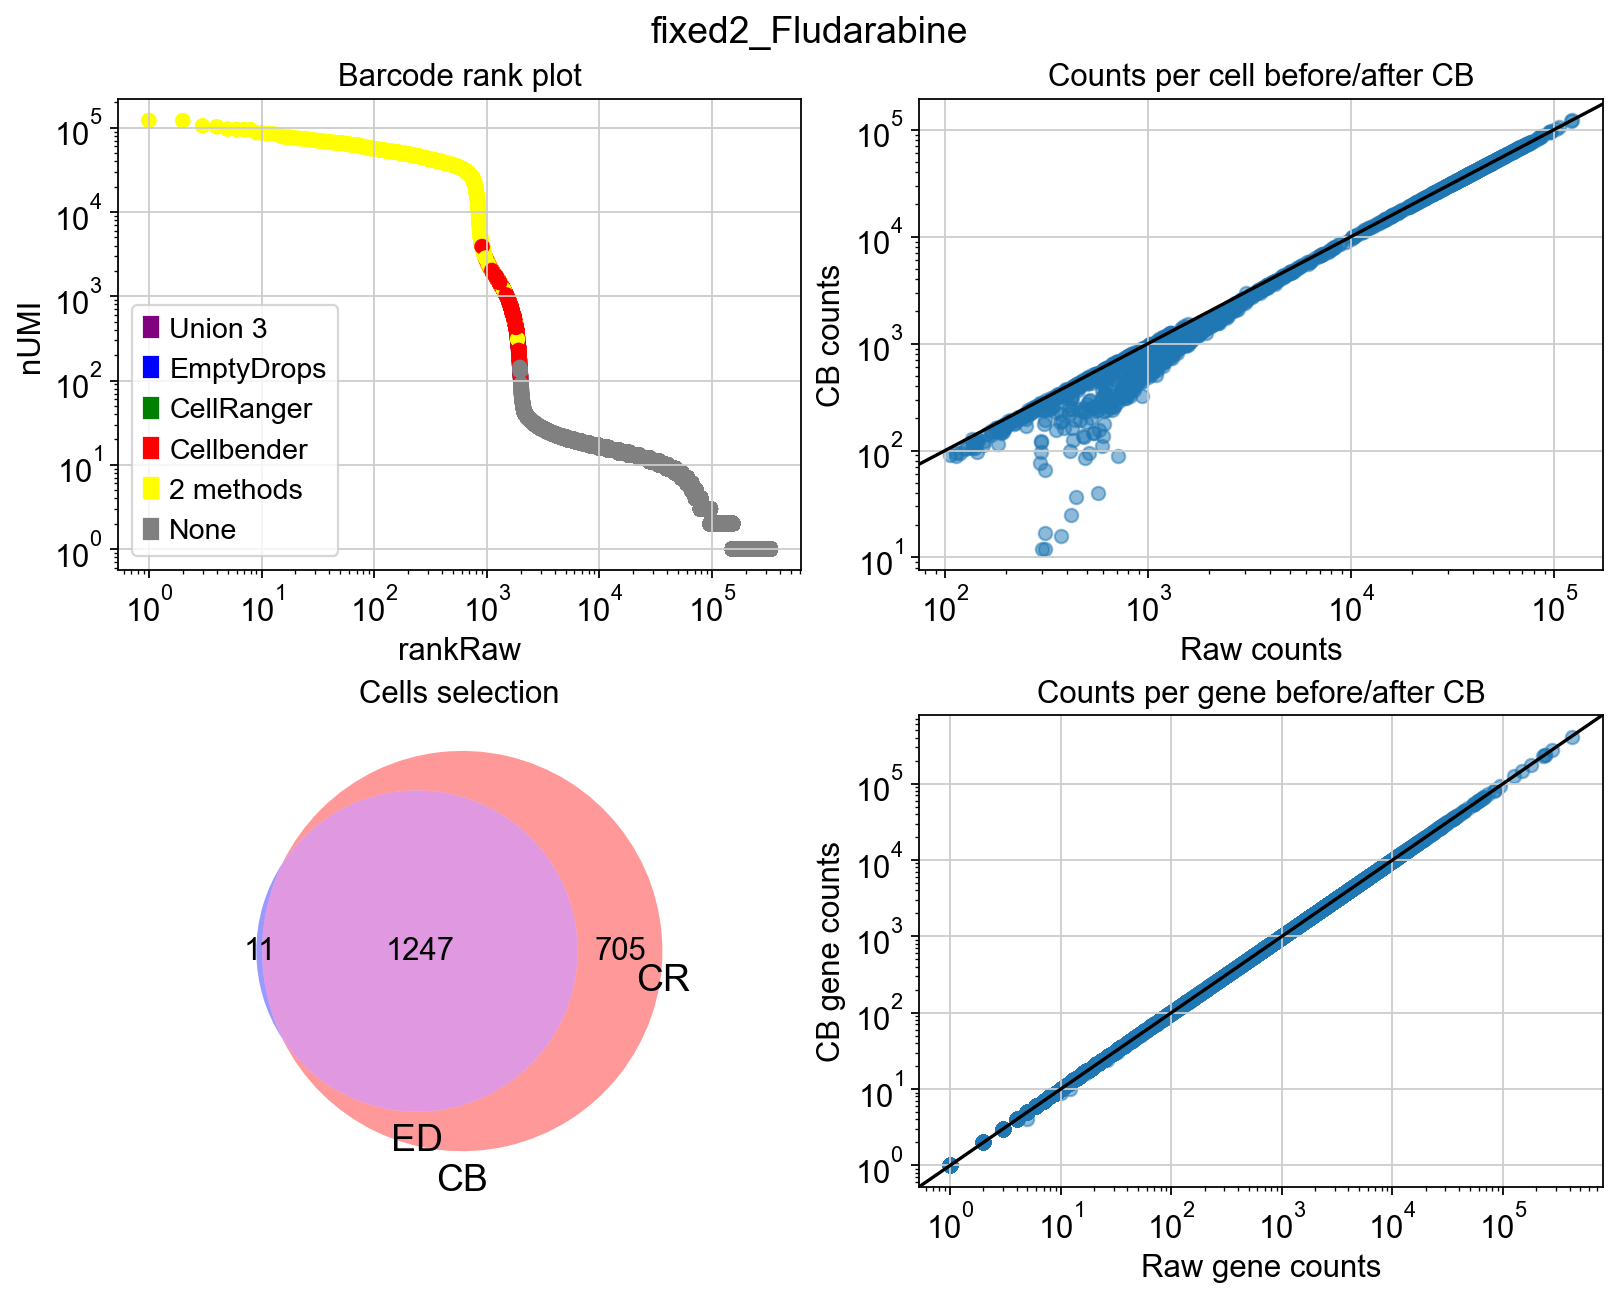 fixed2_Fludarabine
Barcode rank plot
nUMI
10^5
10^4
10^3
10^2
10^1
10^0
Union 3
EmptyDrops
CellRanger
Cellbender
2 methods
None
10^0 10^1 10^2 10^3 10^4 10^5
rankRaw
Counts per cell before/after CB
CB counts
10^5
10^4
10^3
10^2
10^1
10^2 10^3 10^4 10^5
Raw counts
Cells selection
11 1247 705
CR
ED
CB
Counts per gene before/after CB
CB gene counts
10^5
10^4
10^3
10^2
10^1
10^0
10^0 10^1 10^2 10^3 10^4 10^5
Raw gene counts